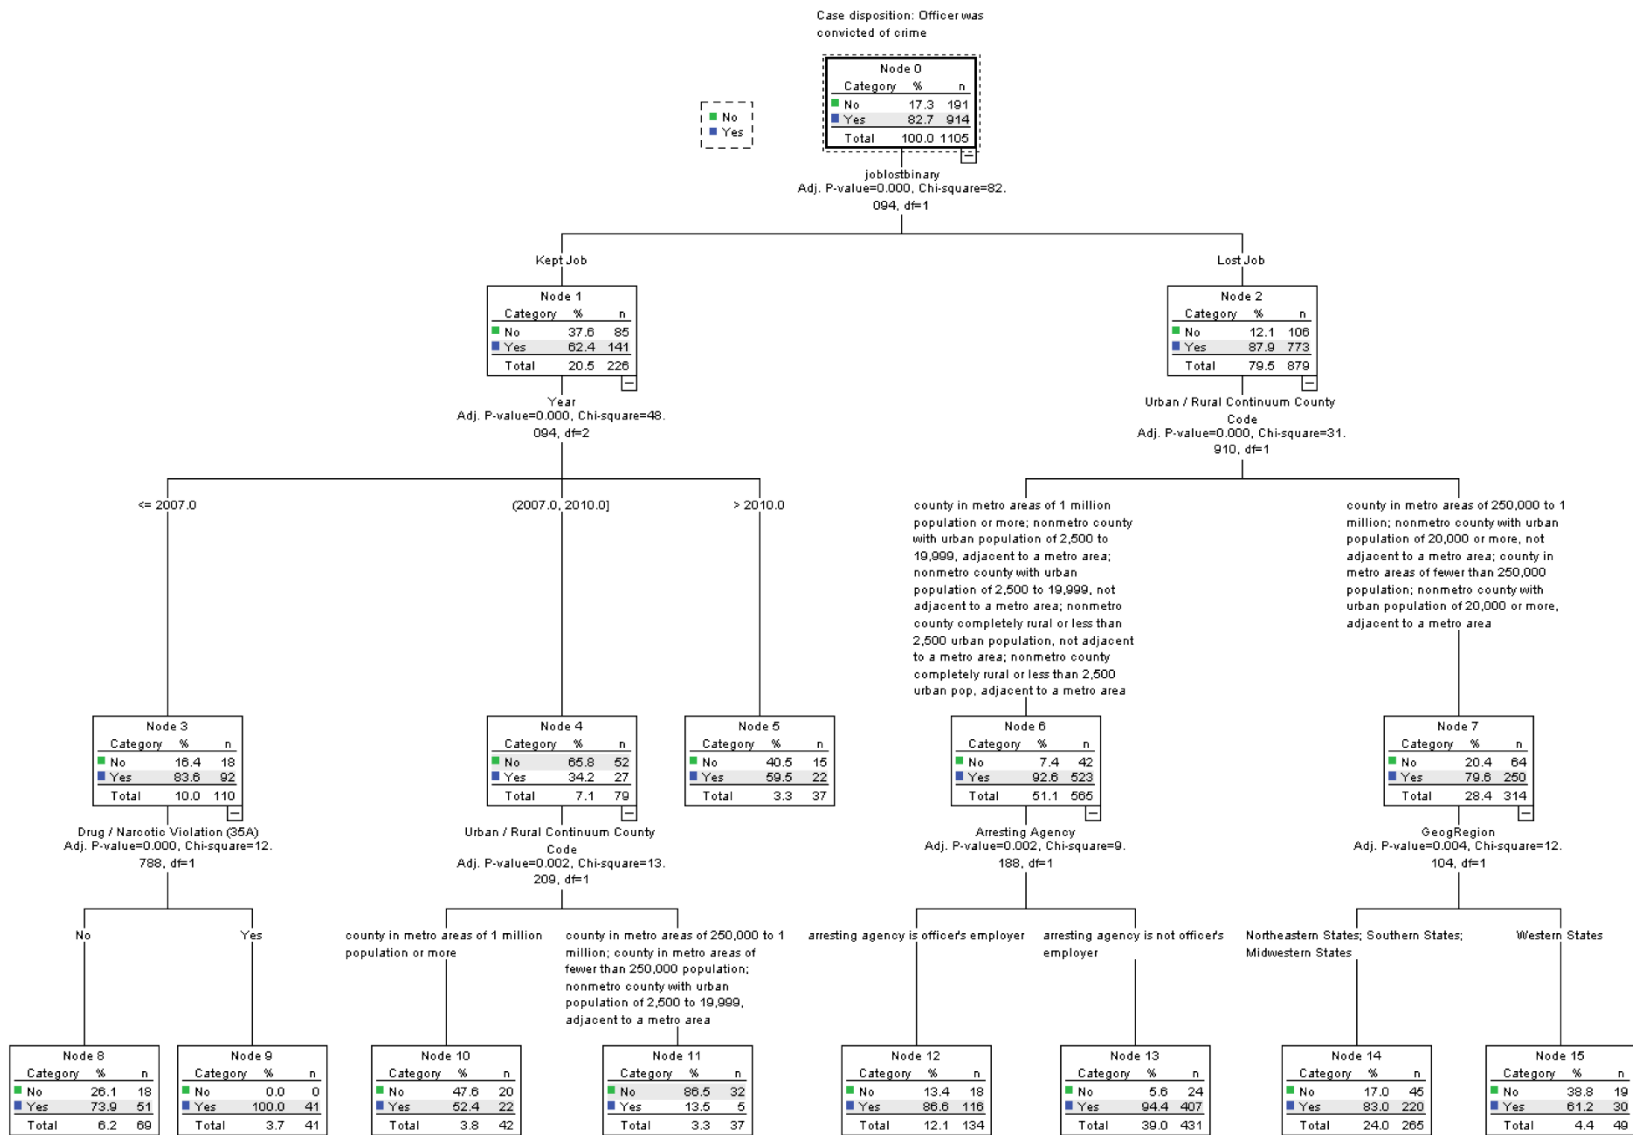 Case disposition: Officer was
convicted of crime
No
Yes
Node 0
Category % n
No 17.3 191
Yes 82.7 914
Total 100.0 1105
joblostbinary
Adj. P-value=0.000, Chi-square=82.
094, df=1
Kept Job
Lost Job
Node 1
Category % n
No 37.6 85
Yes 62.4 141
Total 20.5 226
Year
Adj. P-value=0.000, Chi-square=48.
094, df=2
Node 2
Category % n
No 12.1 106
Yes 87.9 773
Total 79.5 879
Urban / Rural Continuum County
Code
Adj. P-value=0.000, Chi-square=31.
910, df=1
<= 2007.0
(2007.0, 2010.0]
> 2010.0
county in metro areas of 1 million
population or more; nonmetro county
with urban population of 2,500 to
19,999, adjacent to a metro area;
nonmetro county with urban
population of 2,500 to 19,999, not
adjacent to a metro area; nonmetro
county completely rural or less than
2,500 urban population, not adjacent
to a metro area; nonmetro county
completely rural or less than 2,500
urban pop, adjacent to a metro area
county in metro areas of 250,000 to 1
million; nonmetro county with urban
population of 20,000 or more, not
adjacent to a metro area; county in
metro areas of fewer than 250,000
population; nonmetro county with
urban population of 20,000 or more,
adjacent to a metro area
Node 3
Category % n
No 16.4 18
Yes 83.6 92
Total 10.0 110
Drug / Narcotic Violation (35A)
Adj. P-value=0.000, Chi-square=12.
788, df=1
Node 4
Category % n
No 65.8 52
Yes 34.2 27
Total 7.1 79
Urban / Rural Continuum County
Code
Adj. P-value=0.002, Chi-square=13.
209, df=1
Node 5
Category % n
No 40.5 15
Yes 59.5 22
Total 3.3 37
Node 6
Category % n
No 7.4 42
Yes 92.6 523
Total 51.1 565
Arresting Agency
Adj. P-value=0.002, Chi-square=9.
188, df=1
Node 7
Category % n
No 20.4 64
Yes 79.6 250
Total 28.4 314
GeogRegion
Adj. P-value=0.004, Chi-square=12.
104, df=1
No
Yes
county in metro areas of 1 million
population or more
county in metro areas of 250,000 to 1
million; county in metro areas of
fewer than 250,000 population;
nonmetro county with urban
population of 2,500 to 19,999,
adjacent to a metro area
arresting agency is officer's employer
arresting agency is not officer's
employer
Northeastern States; Southern States;
Midwestern States
Western States
Node 8
Category % n
No 26.1 18
Yes 73.9 51
Total 6.2 69
Node 9
Category % n
No 0.0 0
Yes 100.0 41
Total 3.7 41
Node 10
Category % n
No 47.6 20
Yes 52.4 22
Total 3.8 42
Node 11
Category % n
No 86.5 32
Yes 13.5 5
Total 3.3 37
Node 12
Category % n
No 13.4 18
Yes 86.6 116
Total 12.1 134
Node 13
Category % n
No 5.6 24
Yes 94.4 407
Total 39.0 431
Node 14
Category % n
No 17.0 45
Yes 83.0 220
Total 24.0 265
Node 15
Category % n
No 38.8 19
Yes 61.2 30
Total 4.4 49